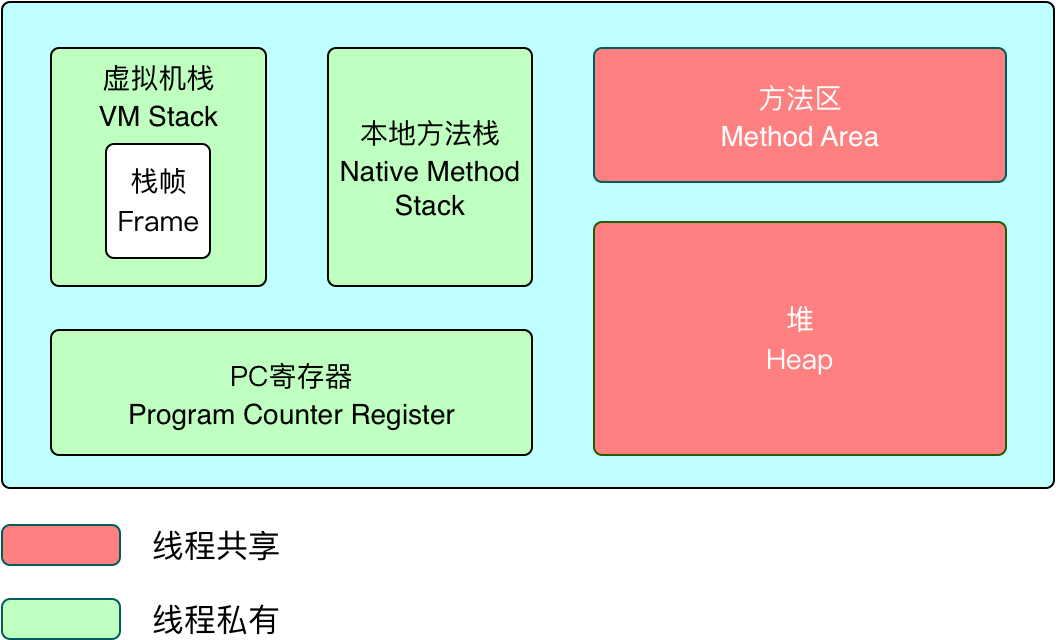 虚拟机栈
VM Stack
栈帧
Frame
本地方法栈
Native Method
Stack
方法区
Method Area
堆
Heap
PC寄存器
Program Counter Register
线程共享
线程私有